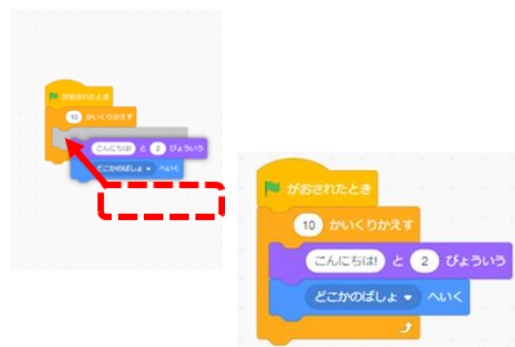 がおされたとき
10 かいくりかえす
こんにちは! と 2 びょういう
どこかのばしょ へいく
がおされたとき
10 かいくりかえす
こんにちは! と 2 びょういう
どこかのばしょ へいく